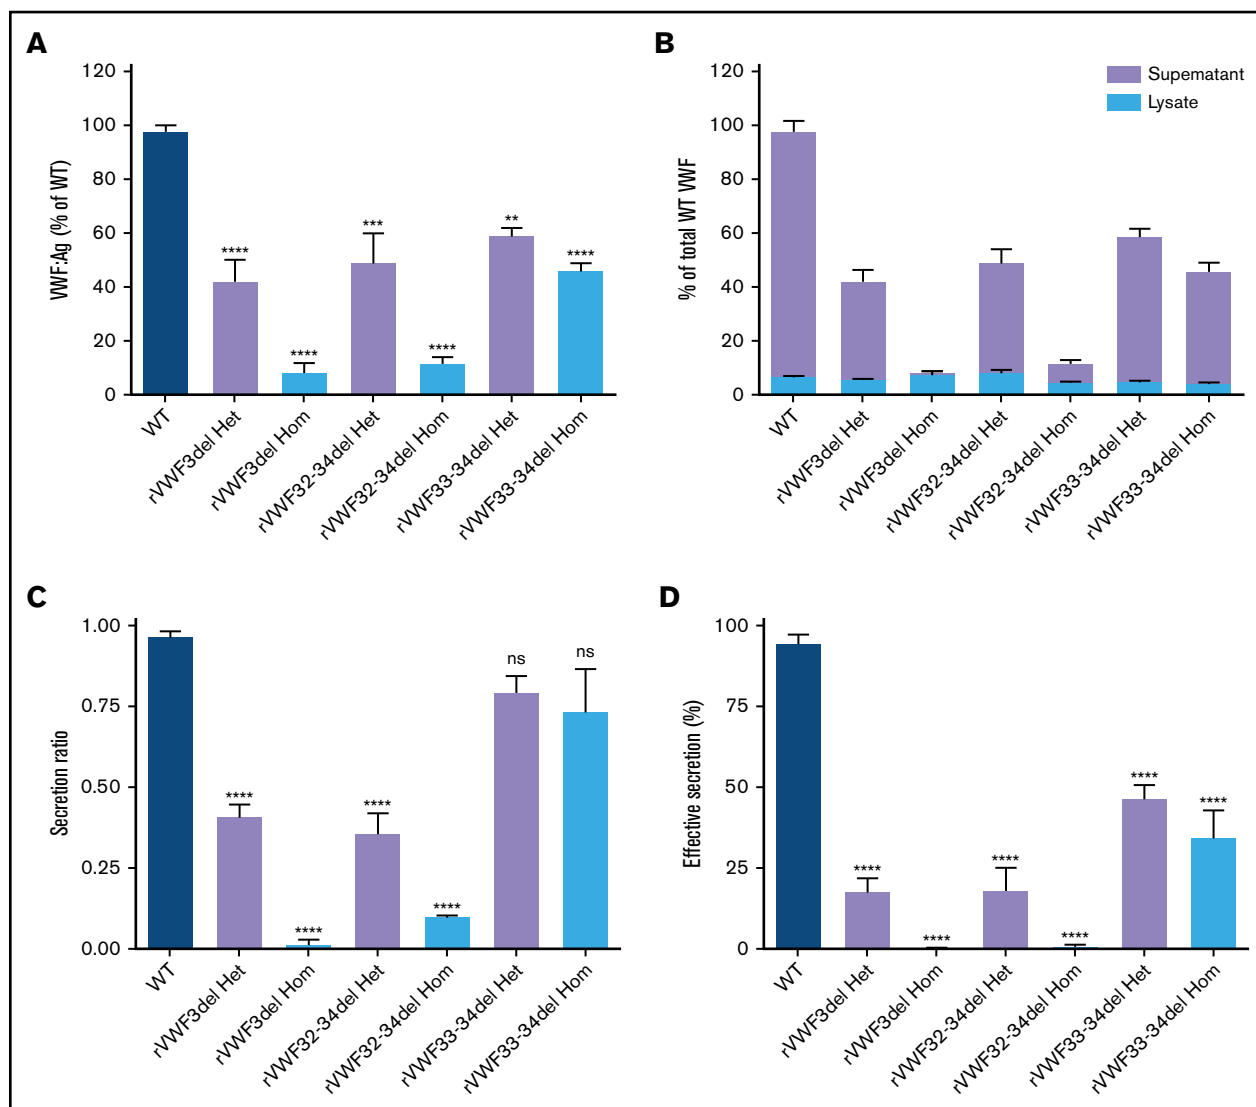 A
VWF:Ag (% of WT)
120
100
80
60
40
20
0
****
****
***
****
**
****
WT
rVWF3del Het
rVWF3del Hom
rVWF32-34del Het
rVWF32-34del Hom
rVWF33-34del Het
rVWF33-34del Hom
B
% of total WT VWF
120
100
80
60
40
20
0
Supematant
Lysate
WT
rVWF3del Het
rVWF3del Hom
rVWF32-34del Het
rVWF32-34del Hom
rVWF33-34del Het
rVWF33-34del Hom
C
Secretion ratio
1.00
0.75
0.50
0.25
0.00
****
****
****
****
ns
ns
WT
rVWF3del Het
rVWF3del Hom
rVWF32-34del Het
rVWF32-34del Hom
rVWF33-34del Het
rVWF33-34del Hom
D
Effective secretion (%)
100
75
50
25
0
****
****
****
****
****
****
WT
rVWF3del Het
rVWF3del Hom
rVWF32-34del Het
rVWF32-34del Hom
rVWF33-34del Het
rVWF33-34del Hom